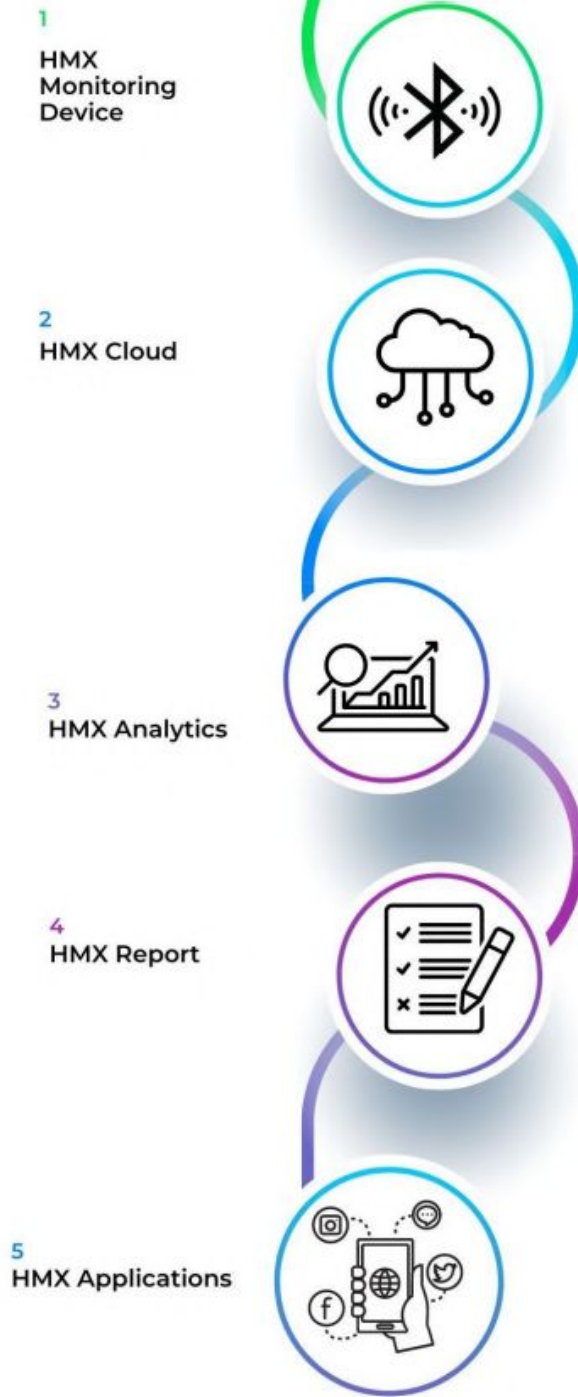 1
HMX
Monitoring
Device
2
HMX Cloud
3
HMX Analytics
4
HMX Report
5
HMX Applications